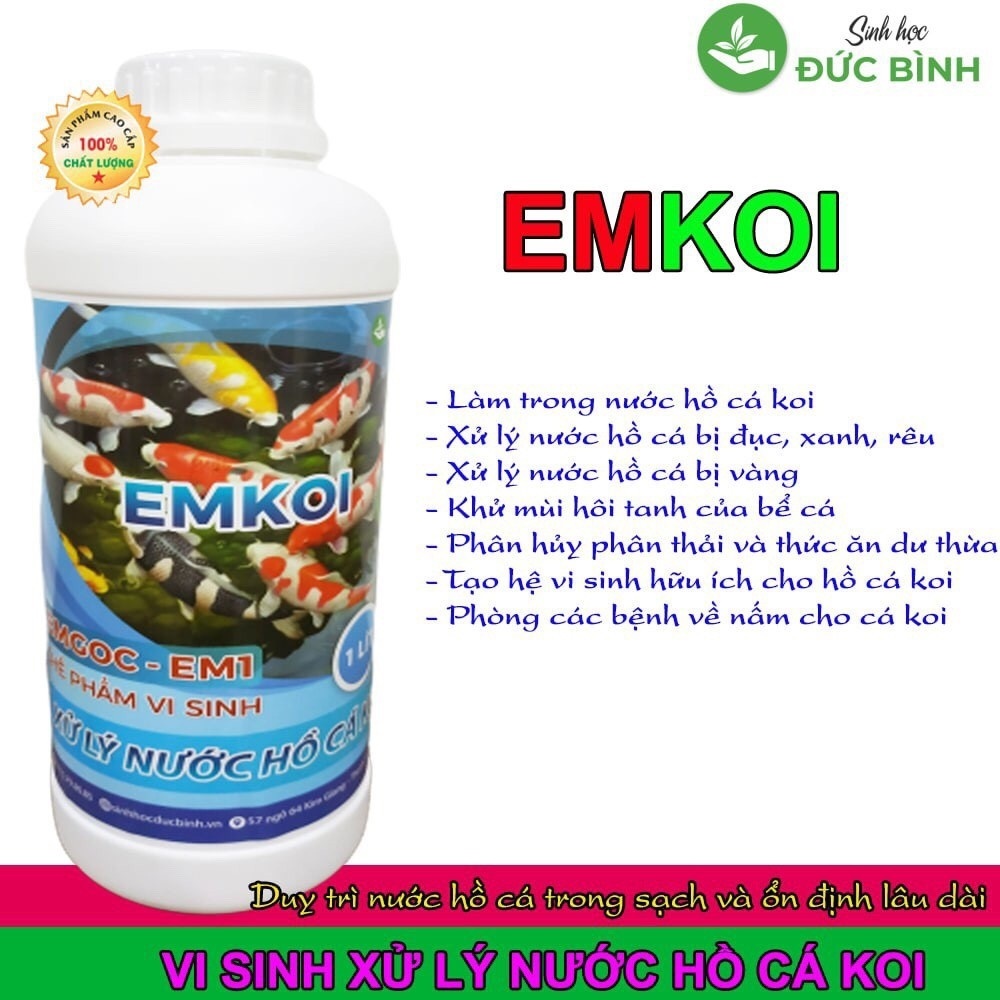 Sinh học
ĐỨC BÌNH
SẢN PHẨM CAO CẤP
100%
CHẤT LƯỢNG
EMKOI
- Làm trong nước hồ cá koi
- Xử lý nước hồ cá bị đục, xanh, rêu
- Xử lý nước hồ cá bị vàng
- Khử mùi hôi tanh của bể cá
- Phân hủy phân thải và thức ăn dư thừa
- Tạo hệ vi sinh hữu ích cho hồ cá koi
- Phòng các bệnh về nấm cho cá koi
EMKOI
EM1
PHẨM VI SINH
XỬ LÝ NƯỚC HỒ CÁ
sinhhocducbinh.vn 57 ngõ 64 Kim Giang
Duy trì nước hồ cá trong sạch và ổn định lâu dài
VI SINH XỬ LÝ NƯỚC HỒ CÁ KOI